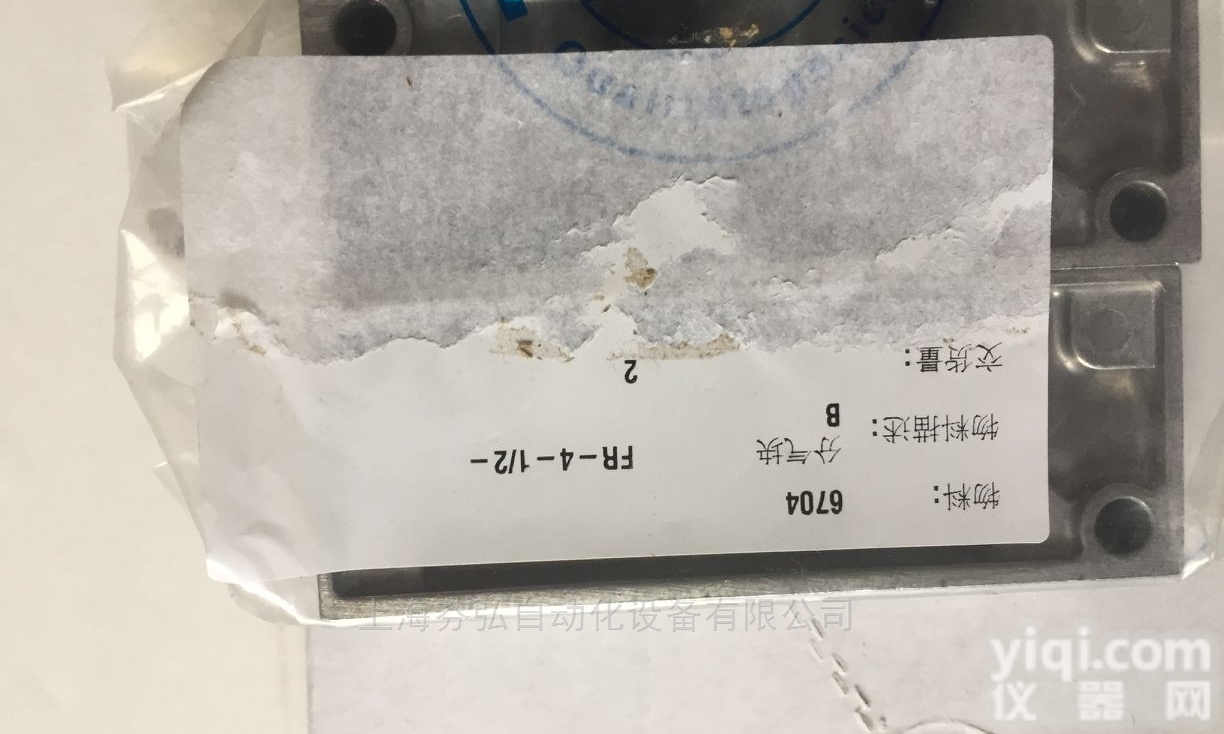 物料: 6704
物料描述: 分气块 FR-4-1/2-
B
交货量: 2
上海夯弘自动化设备有限公司
yiqi.com
仪器网